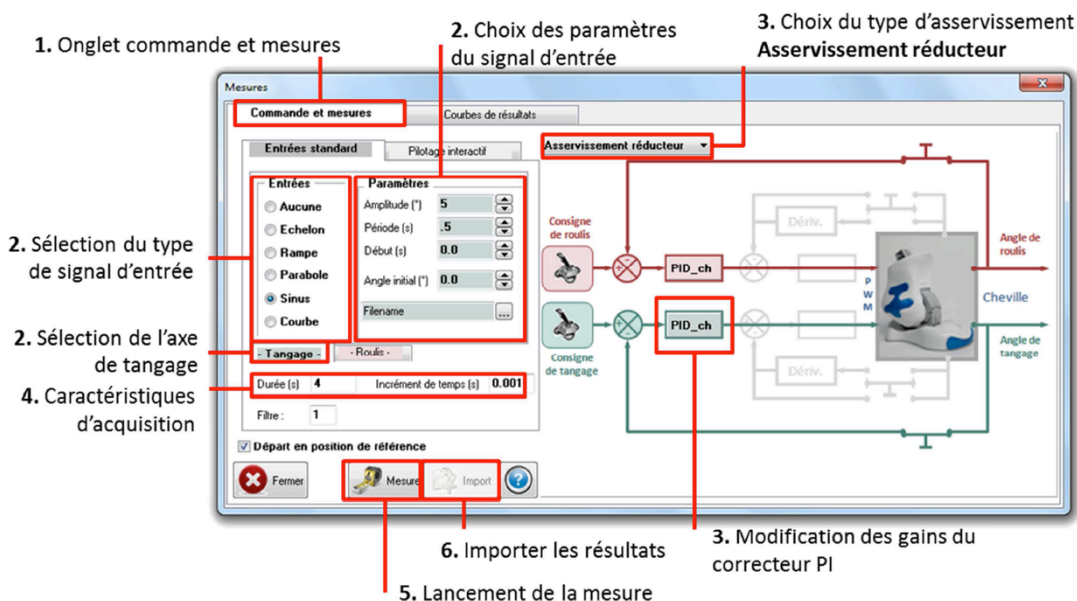 1. Onglet commande et mesures
2. Choix des paramètres
du signal d'entrée
3. Choix du type d'asservissement
Asservissement réducteur
Mesures
Commande et mesures
Courbes de résultats
Entrées standard
Pilotage interactif
Asservissement réducteur
Entrées
Aucune
Echelon
Rampe
Parabole
Sinus
Courbe
Paramètres
Amplitude (°) 5
Période (s) .5
Début (s) 0.0
Angle initial (°) 0.0
Filename ...
- Tangage -
- Roulis -
Durée (s) 4
Incrément de temps (s) 0.001
Filtre : 1
Départ en position de référence
Fermer
Mesure
Import
?
Consigne
de roulis
+
-
PID_ch
Dériv.
P
W
M
Angle de
roulis
Cheville
+
-
PID_ch
Consigne
de tangage
Dériv.
Angle de
tangage
2. Sélection du type
de signal d'entrée
2. Sélection de l'axe
de tangage
4. Caractéristiques
d'acquisition
6. Importer les résultats
5. Lancement de la mesure
3. Modification des gains du
correcteur PI